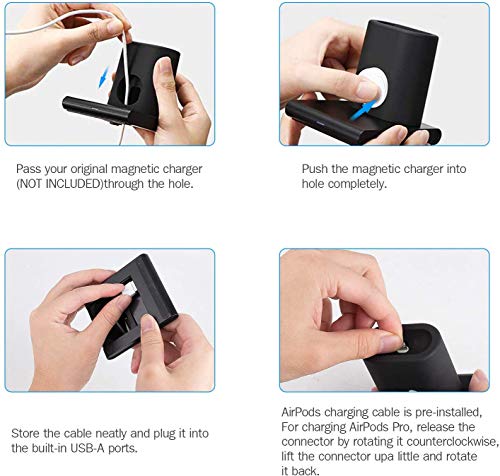 Pass your original magnetic charger
(NOT INCLUDED)through the hole.
Push the magnetic charger into
hole completely.
Store the cable neatly and plug it into
the built-in USB-A ports.
AirPods charging cable is pre-installed,
For charging AirPods Pro, release the
connector by rotating it counterclockwise,
lift the connector upa little and rotate
it back.